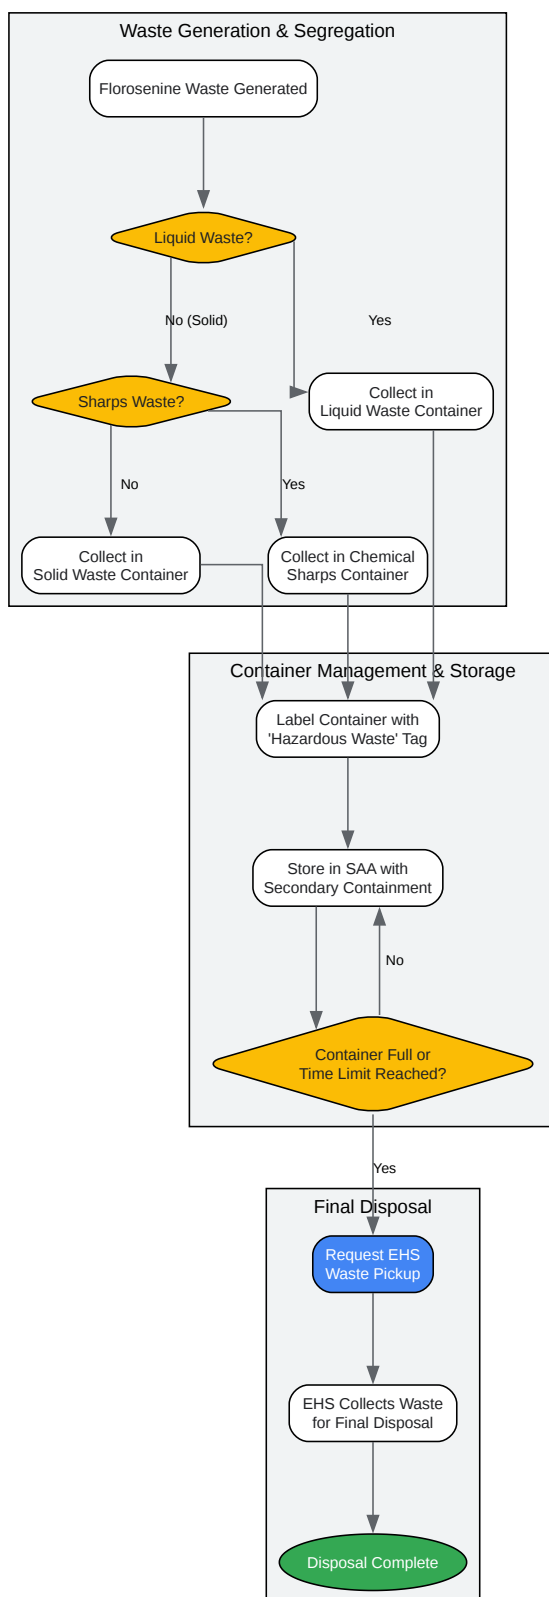 Waste Generation & Segregation
Florosenine Waste Generated
Liquid Waste?
No (Solid)
Yes
Sharps Waste?
Collect in
Liquid Waste Container
No
Yes
Collect in
Solid Waste Container
Collect in Chemical
Sharps Container
Container Management & Storage
Label Container with
'Hazardous Waste' Tag
Store in SAA with
Secondary Containment
No
Container Full or
Time Limit Reached?
Yes
Final Disposal
Request EHS
Waste Pickup
EHS Collects Waste
for Final Disposal
Disposal Complete